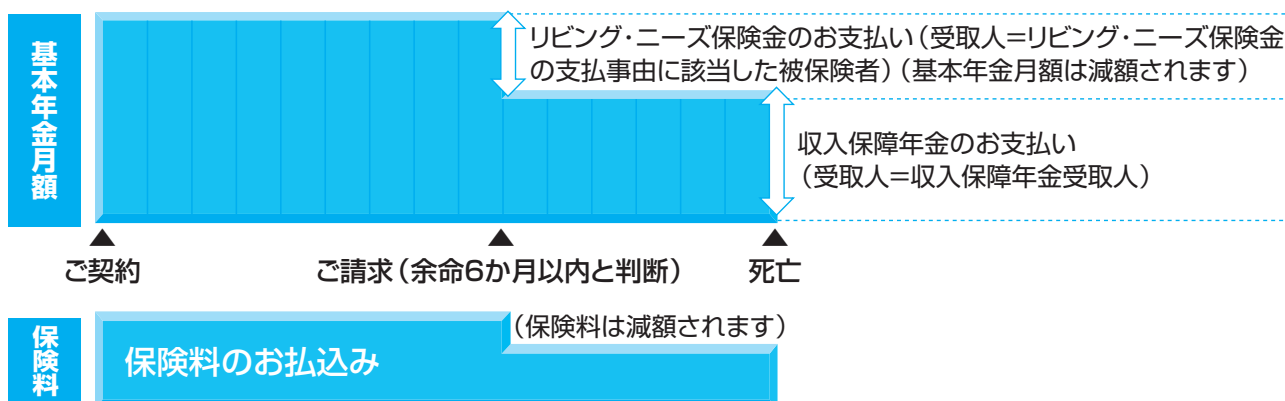 基本年金月額
リビング・ニーズ保険金のお支払い（受取人＝リビング・ニーズ保険金
の支払事由に該当した被保険者）（基本年金月額は減額されます）
収入保障年金のお支払い
（受取人＝収入保障年金受取人）
▲ ▲ ▲
ご契約 ご請求（余命6か月以内と判断） 死亡
保険料
（保険料は減額されます）
保険料のお払込み